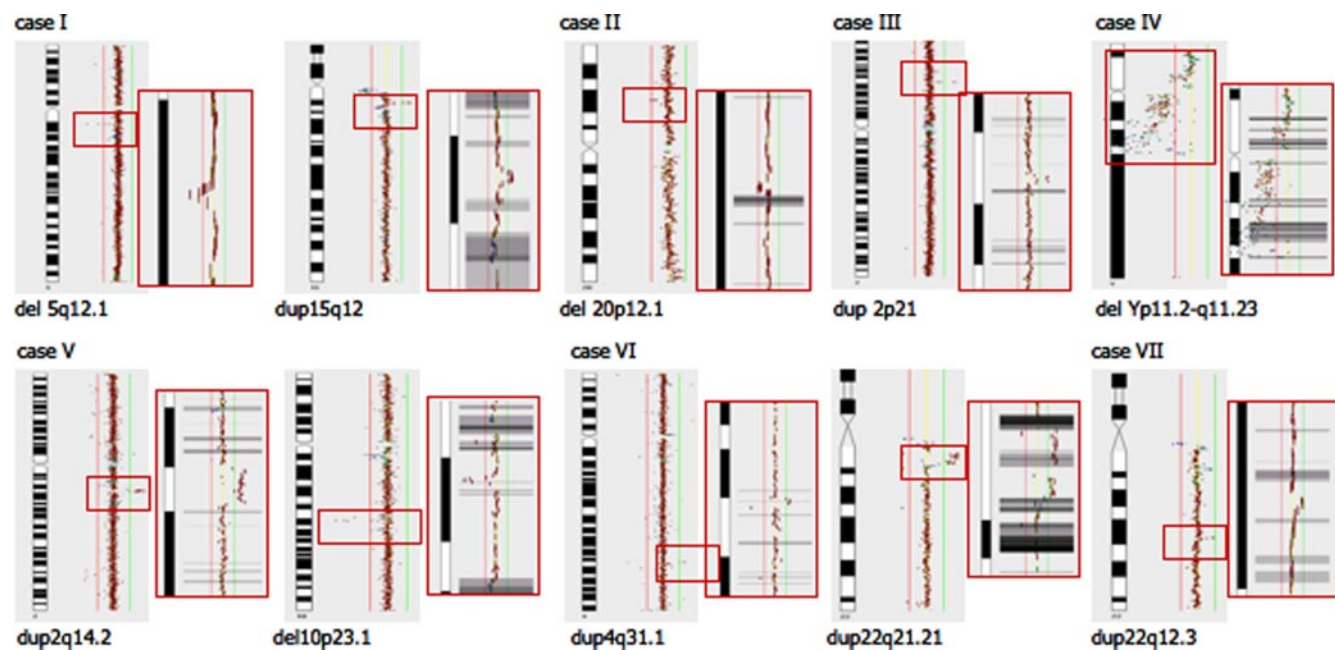 case I
case II
case III
case IV
del 5q12.1
dup15q12
del 20p12.1
dup 2p21
del Yp11.2-q11.23
case V
case VI
case VII
dup2q14.2
del10p23.1
dup4q31.1
dup22q21.21
dup22q12.3